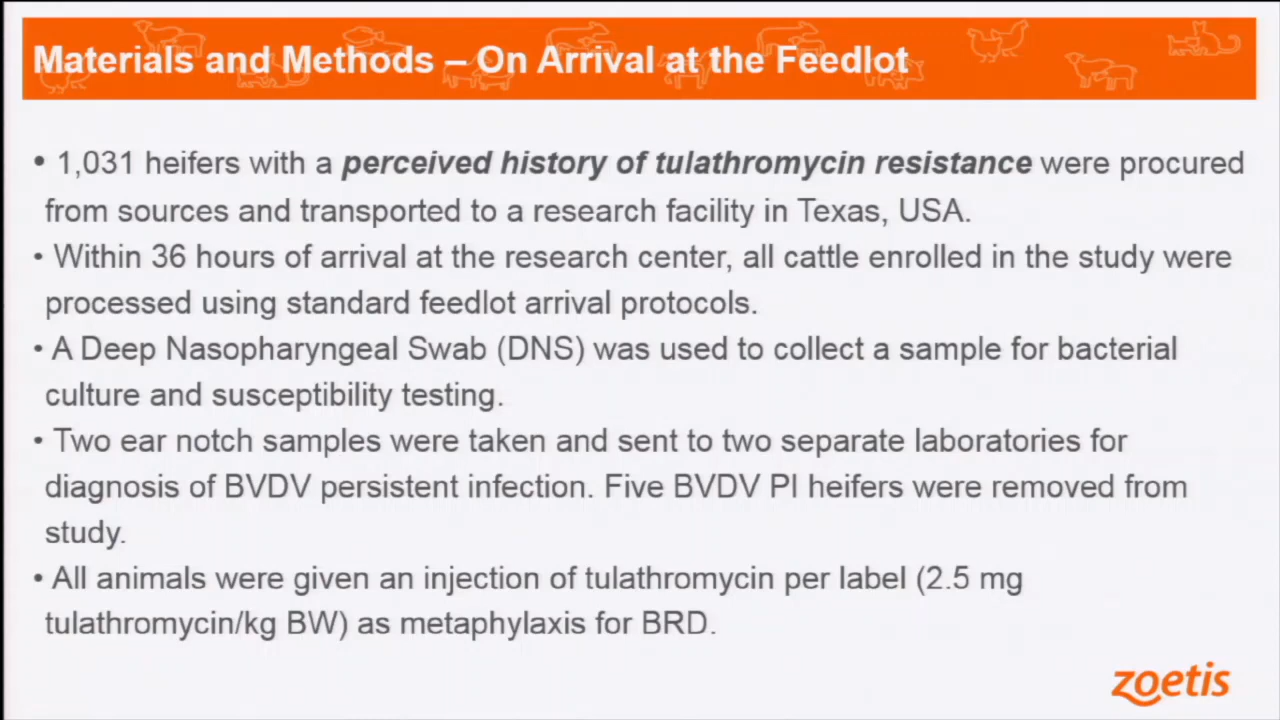 Materials and Methods – On Arrival at the Feedlot
• 1,031 heifers with a perceived history of tulathromycin resistance were procured
from sources and transported to a research facility in Texas, USA.
• Within 36 hours of arrival at the research center, all cattle enrolled in the study were
processed using standard feedlot arrival protocols.
• A Deep Nasopharyngeal Swab (DNS) was used to collect a sample for bacterial
culture and susceptibility testing.
• Two ear notch samples were taken and sent to two separate laboratories for
diagnosis of BVDV persistent infection. Five BVDV PI heifers were removed from
study.
• All animals were given an injection of tulathromycin per label (2.5 mg
tulathromycin/kg BW) as metaphylaxis for BRD.
zoetis